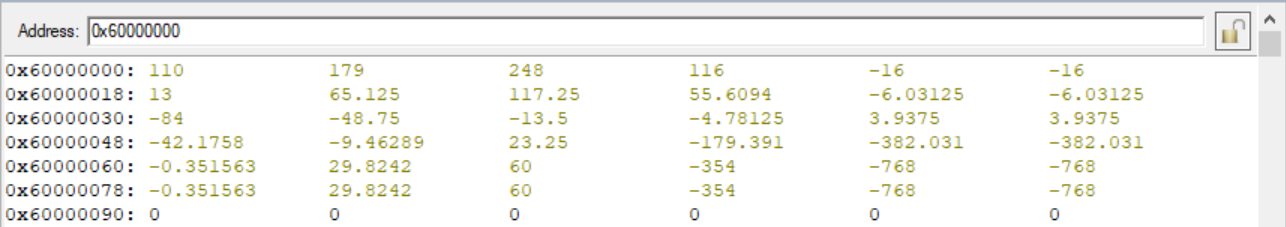 Address: 0x60000000
0x60000000: 110 179 248 116 -16 -16
0x60000018: 13 65.125 117.25 55.6094 -6.03125 -6.03125
0x60000030: -84 -48.75 -13.5 -4.78125 3.9375 3.9375
0x60000048: -42.1758 -9.46289 23.25 -179.391 -382.031 -382.031
0x60000060: -0.351563 29.8242 60 -354 -768 -768
0x60000078: -0.351563 29.8242 60 -354 -768 -768
0x60000090: 0 0 0 0 0 0